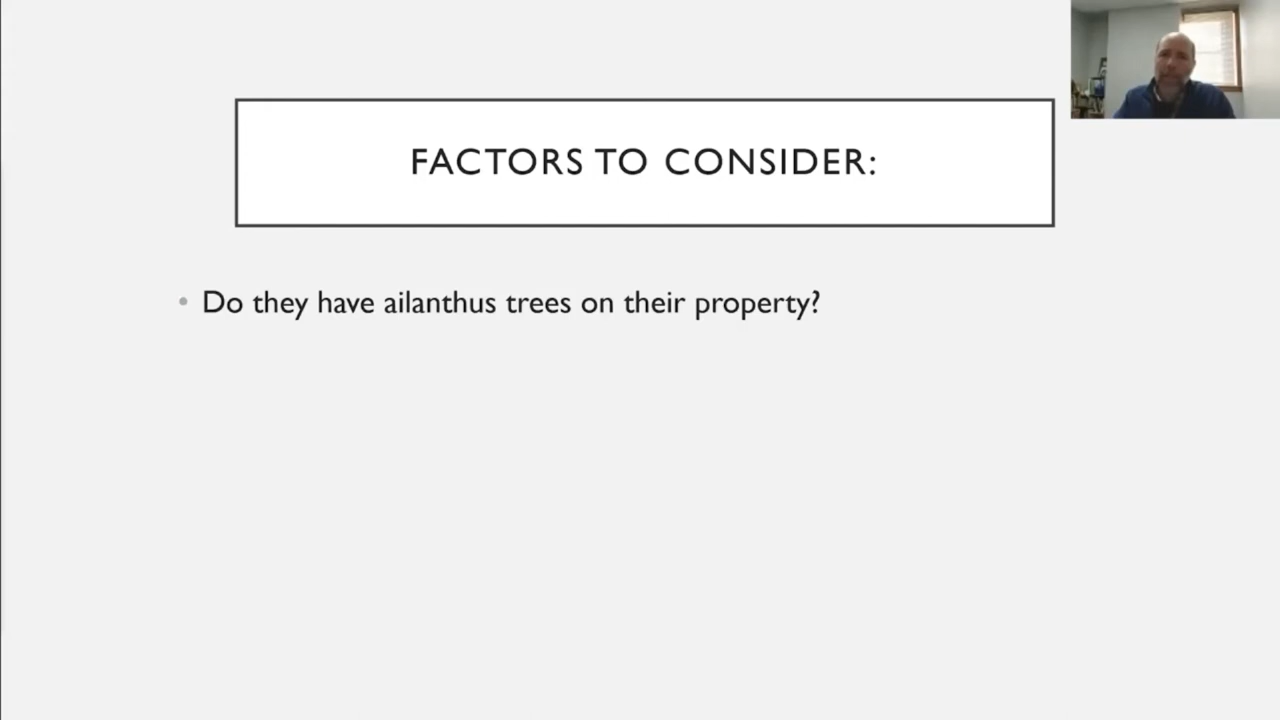 FACTORS TO CONSIDER:
• Do they have ailanthus trees on their property?